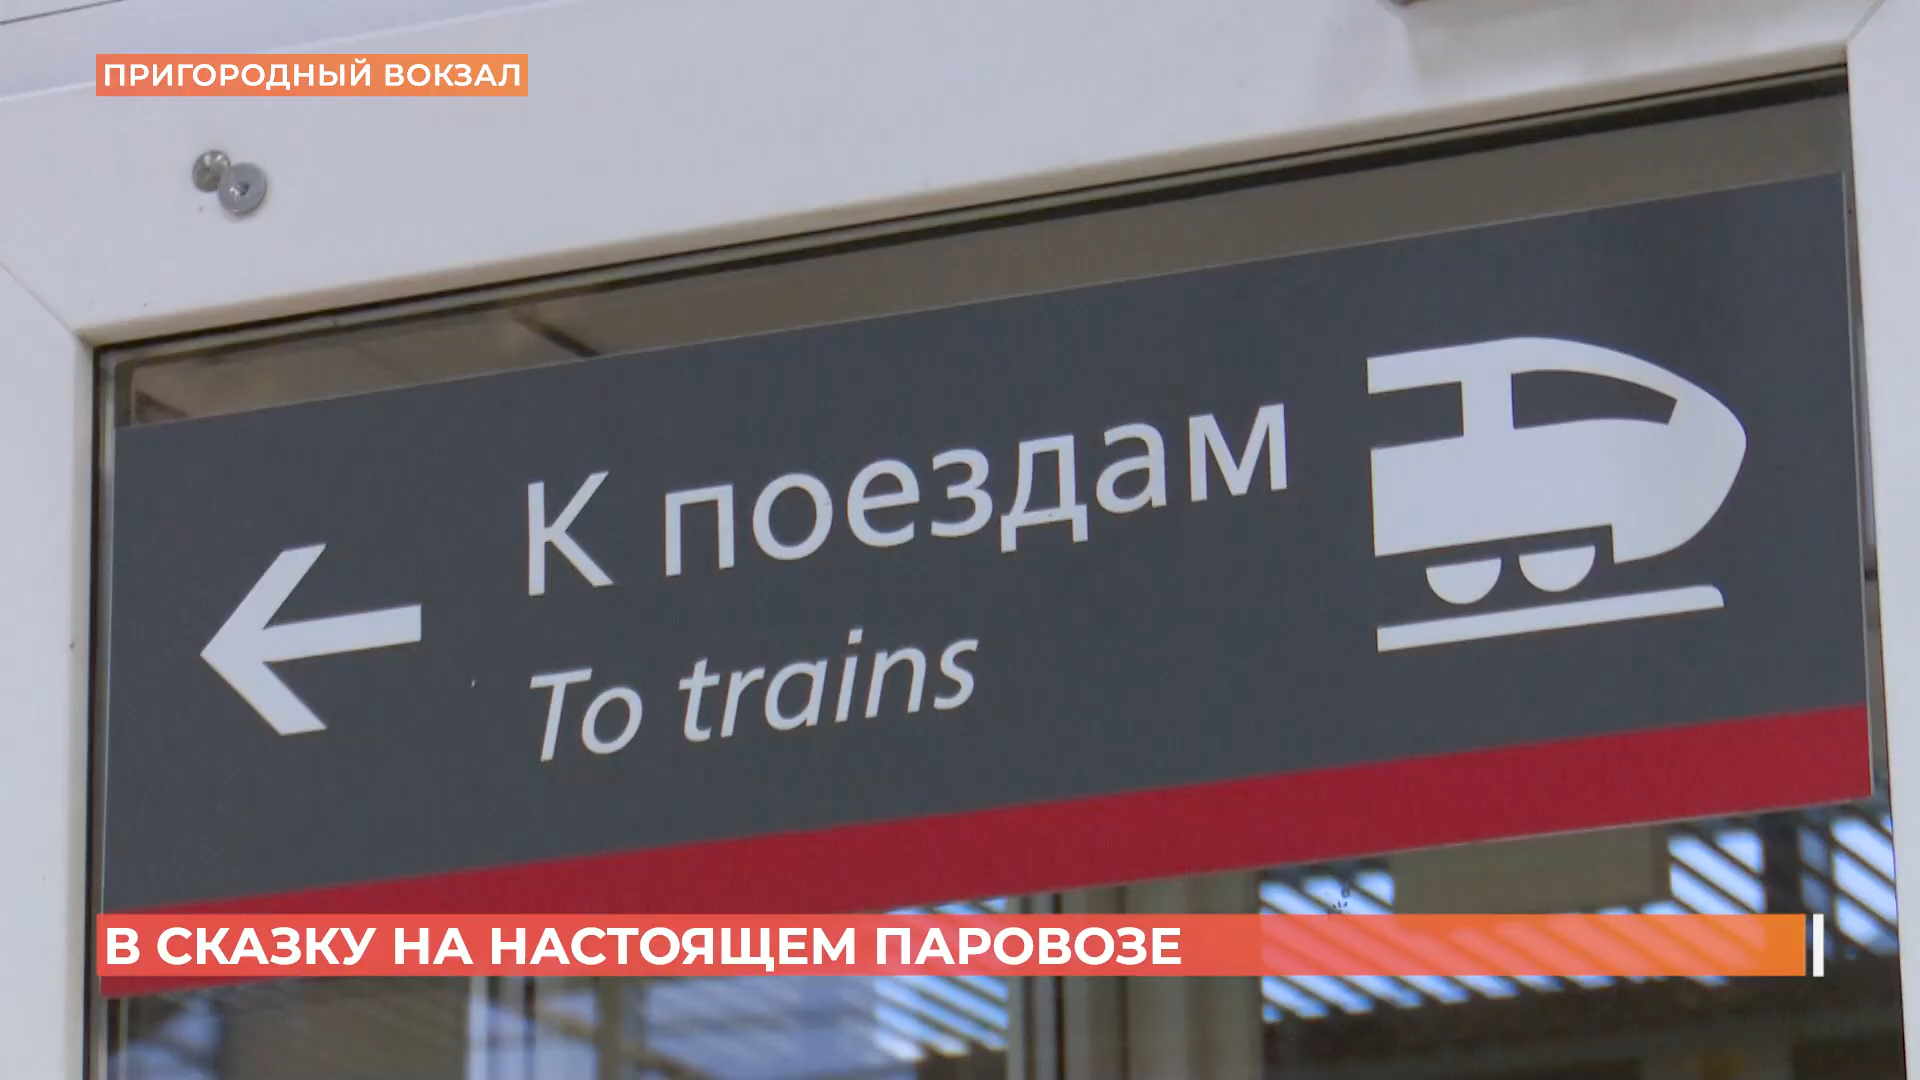 ПРИГОРОДНЫЙ ВОКЗАЛ
К поездам
To trains
В СКАЗКУ НА НАСТОЯЩЕМ ПАРОВОЗЕ